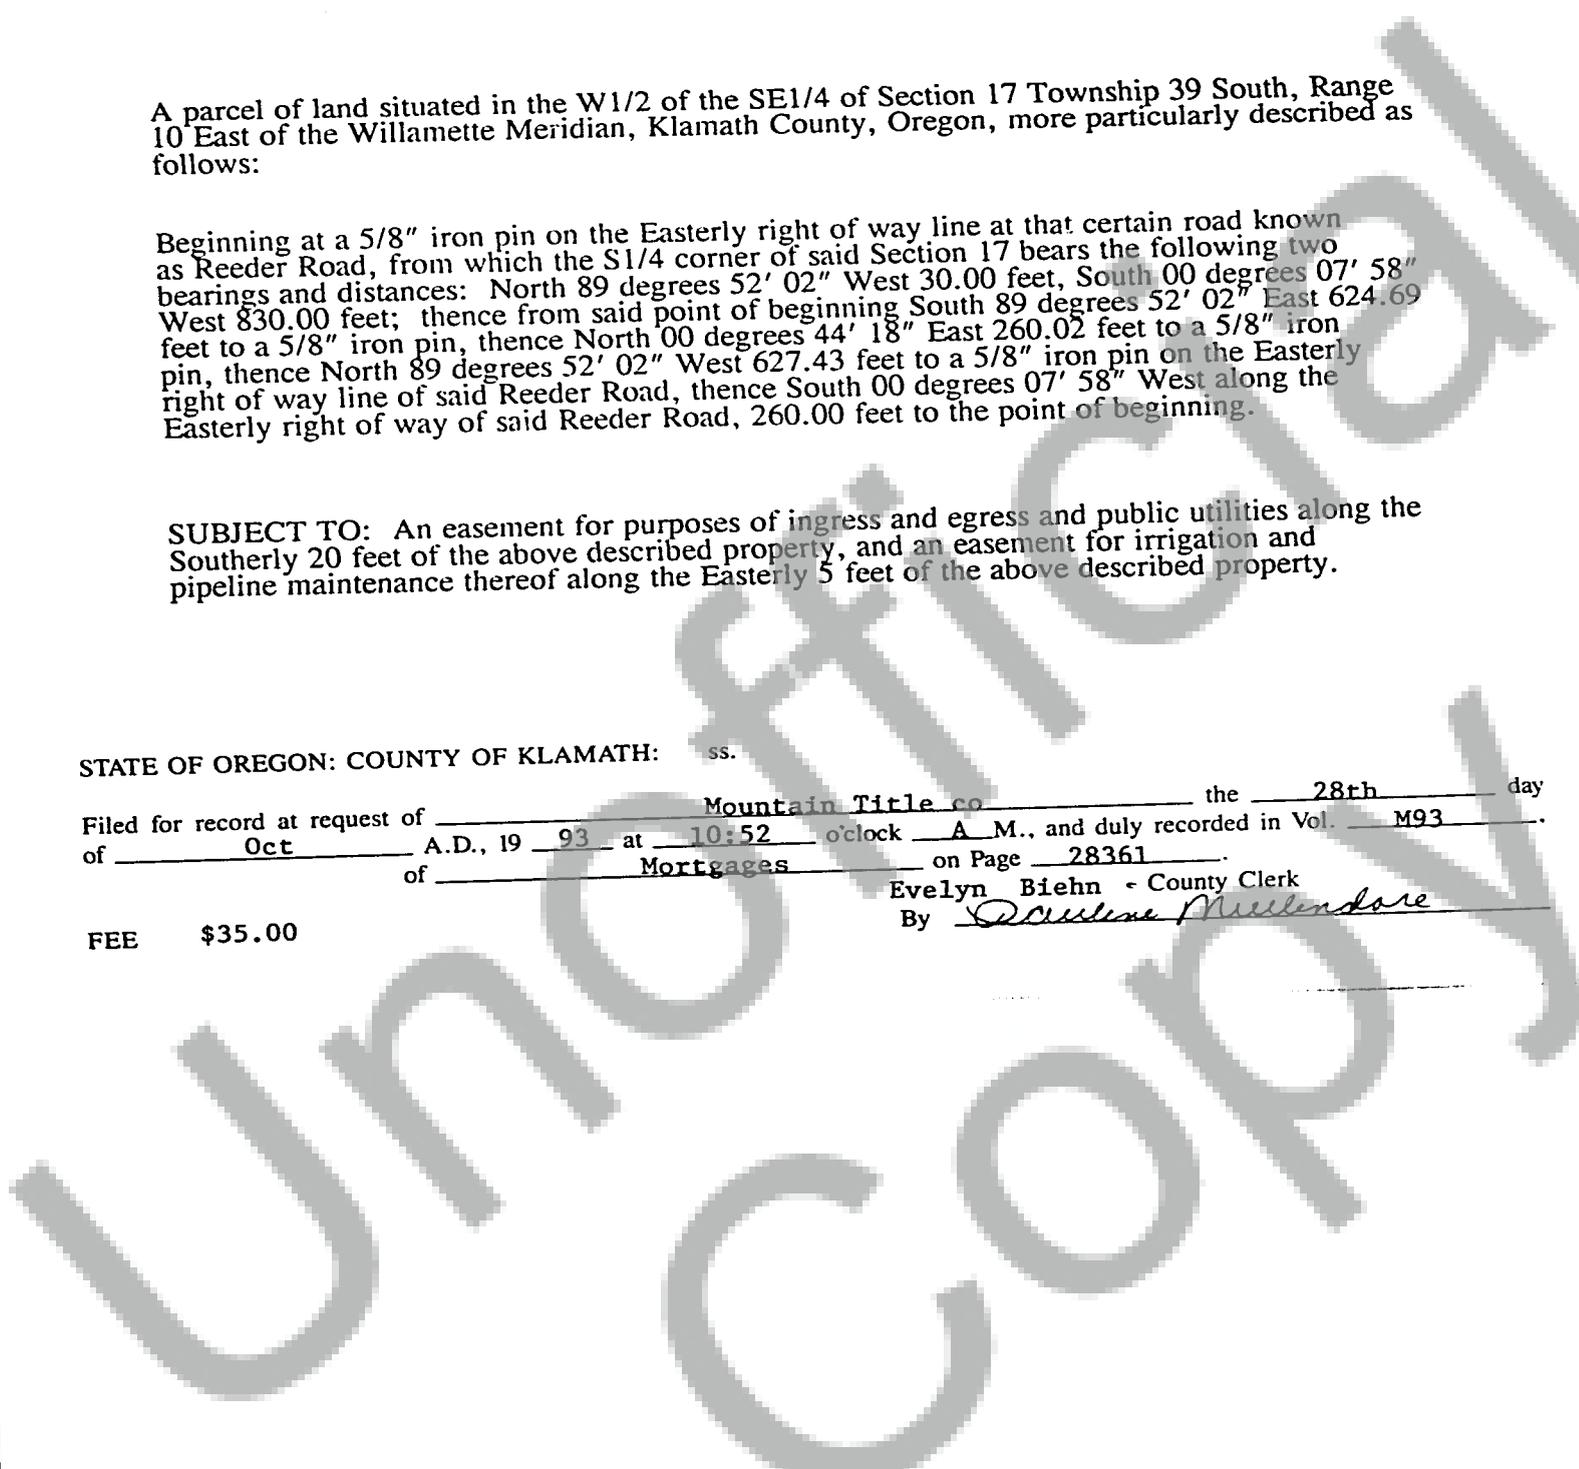 A parcel of land situated in the W1/2 of the SE1/4 of Section 17 Township 39 South, Range
10 East of the Willamette Meridian, Klamath County, Oregon, more particularly described as
follows:
Beginning at a 5/8" iron pin on the Easterly right of way line at that certain road known
as Reeder Road, from which the S1/4 corner of said Section 17 bears the following two
bearings and distances: North 89 degrees 52' 02" West 30.00 feet, South 00 degrees 07' 58"
West 830.00 feet; thence from said point of beginning South 89 degrees 52' 02" East 624.69
feet to a 5/8" iron pin, thence North 00 degrees 44' 18" East 260.02 feet to a 5/8" iron
pin, thence North 89 degrees 52' 02" West 627.43 feet to a 5/8" iron pin on the Easterly
right of way line of said Reeder Road, thence South 00 degrees 07' 58" West along the
Easterly right of way of said Reeder Road, 260.00 feet to the point of beginning.
SUBJECT TO: An easement for purposes of ingress and egress and public utilities along the
Southerly 20 feet of the above described property, and an easement for irrigation and
pipeline maintenance thereof along the Easterly 5 feet of the above described property.
STATE OF OREGON: COUNTY OF KLAMATH: ss.
Filed for record at request of Mountain Title co the 28th day
of Oct A.D., 19 93 at 10:52 o'clock A M., and duly recorded in Vol. M93 .
of Mortgages on Page 28361 .
Evelyn Biehn - County Clerk
By Pauline Mullendore
FEE $35.00
Unofficial
Copy